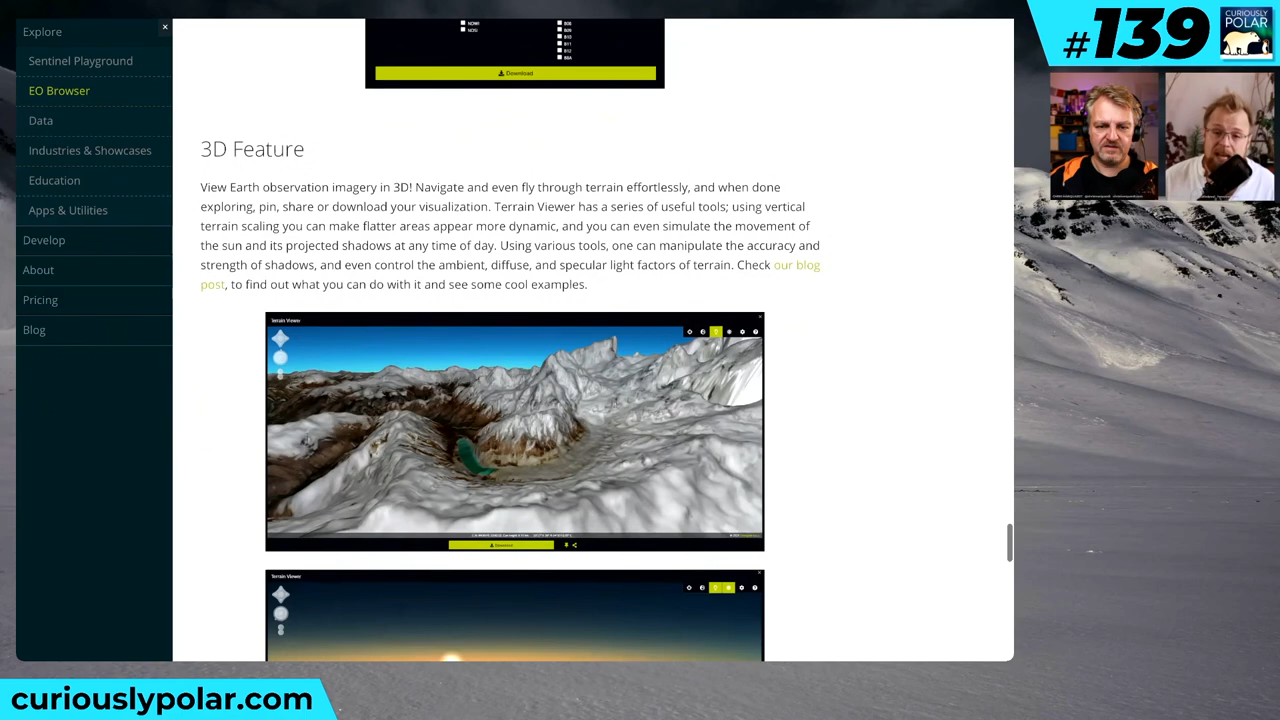 Explore
×
Sentinel Playground
EO Browser
Data
Industries & Showcases
Education
Apps & Utilities
Develop
About
Pricing
Blog
B10
B11
B12
B8A
Download
3D Feature
View Earth observation imagery in 3D! Navigate and even fly through terrain effortlessly, and when done
exploring, pin, share or download your visualization. Terrain Viewer has a series of useful tools; using vertical
terrain scaling you can make flatter areas appear more dynamic, and you can even simulate the movement of
the sun and its projected shadows at any time of day. Using various tools, one can manipulate the accuracy and
strength of shadows, and even control the ambient, diffuse, and specular light factors of terrain. Check our blog
post, to find out what you can do with it and see some cool examples.
Terrain Viewer
Download
Terrain Viewer
#139
CURIOUSLY
POLAR
curiouslypolar.com